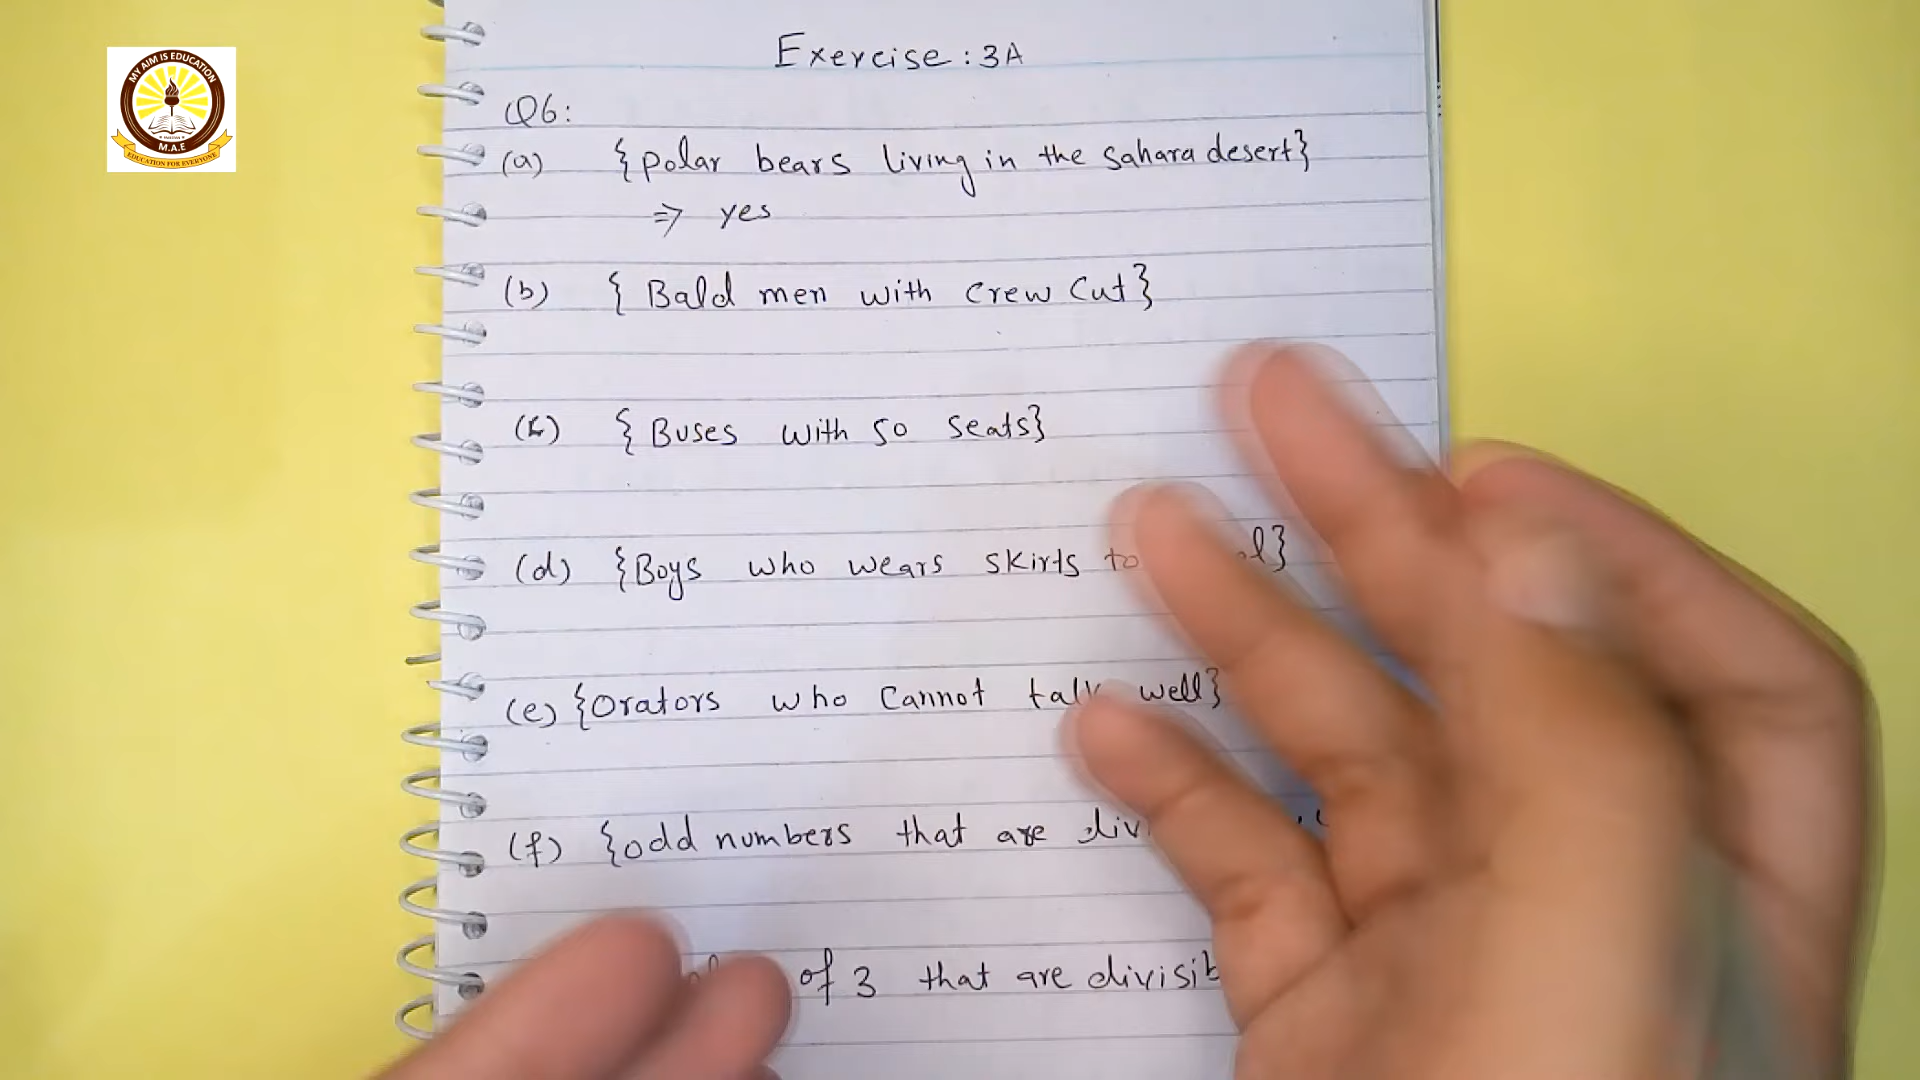 MY AIM IS EDUCATION
M.A.E
EDUCATION FOR EVERYONE
Exercise : 3A
Q6:
(a) {polar bears living in the sahara desert}
⇒ yes
(b) { Bald men with crew cut}
{ Buses with 50 seats}
(d) {Boys who wears skirts to
(e) {Orators who cannot talk well}
(f) {odd numbers that are
of 3 that are